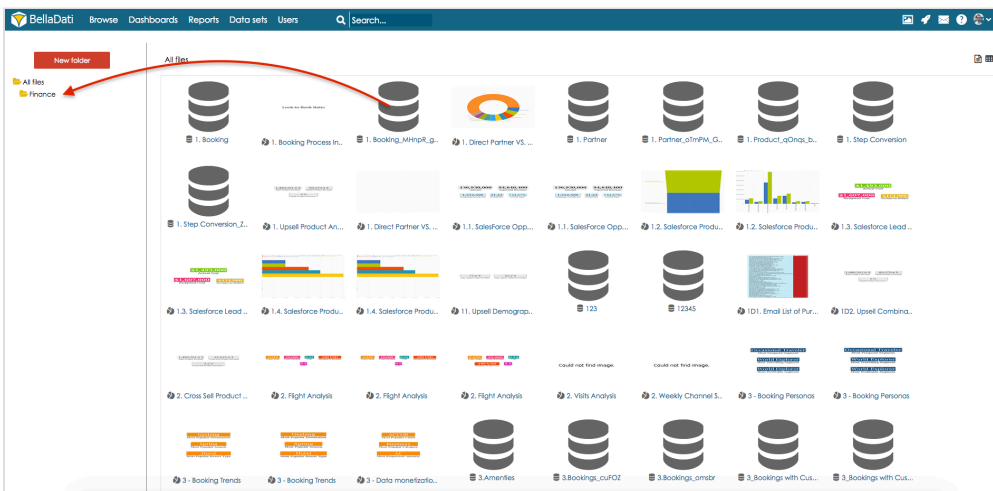 BellaDati Browse Dashboards Reports Data sets Users Search...
New folder
All files
All files
Finance
1. Booking
1. Booking Process In..
1. Booking_MHnpR_g..
1. Direct Partner VS. ...
1. Partner
1. Partner_oTmPM_G..
1. Product_qOnqs_b..
1. Step Conversion
1. Step Conversion_Z..
1. Upsell Product An...
1. Direct Partner VS. ...
1.1. SalesForce Opp...
1.1. SalesForce Opp...
1.2. Salesforce Produ...
1.2. Salesforce Produ...
1.3. Salesforce Lead ..
1.3. Salesforce Lead ..
1.4. Salesforce Produ...
1.4. Salesforce Produ...
11. Upsell Demograp..
123
12345
1D1. Email List of Pur...
1D2. Upsell Combina..
Could not find image.
Could not find image.
2. Cross Sell Product ..
2. Flight Analysis
2. Flight Analysis
2. Flight Analysis
2. Visits Analysis
2. Weekly Channel S..
3 - Booking Personas
3 - Booking Personas
3 - Booking Trends
3 - Booking Trends
3 - Data monetizatio..
3.Amenties
3.Bookings_cuFOZ
3.Bookings_omsbr
3_Bookings with Cus...
3_Bookings with Cus...